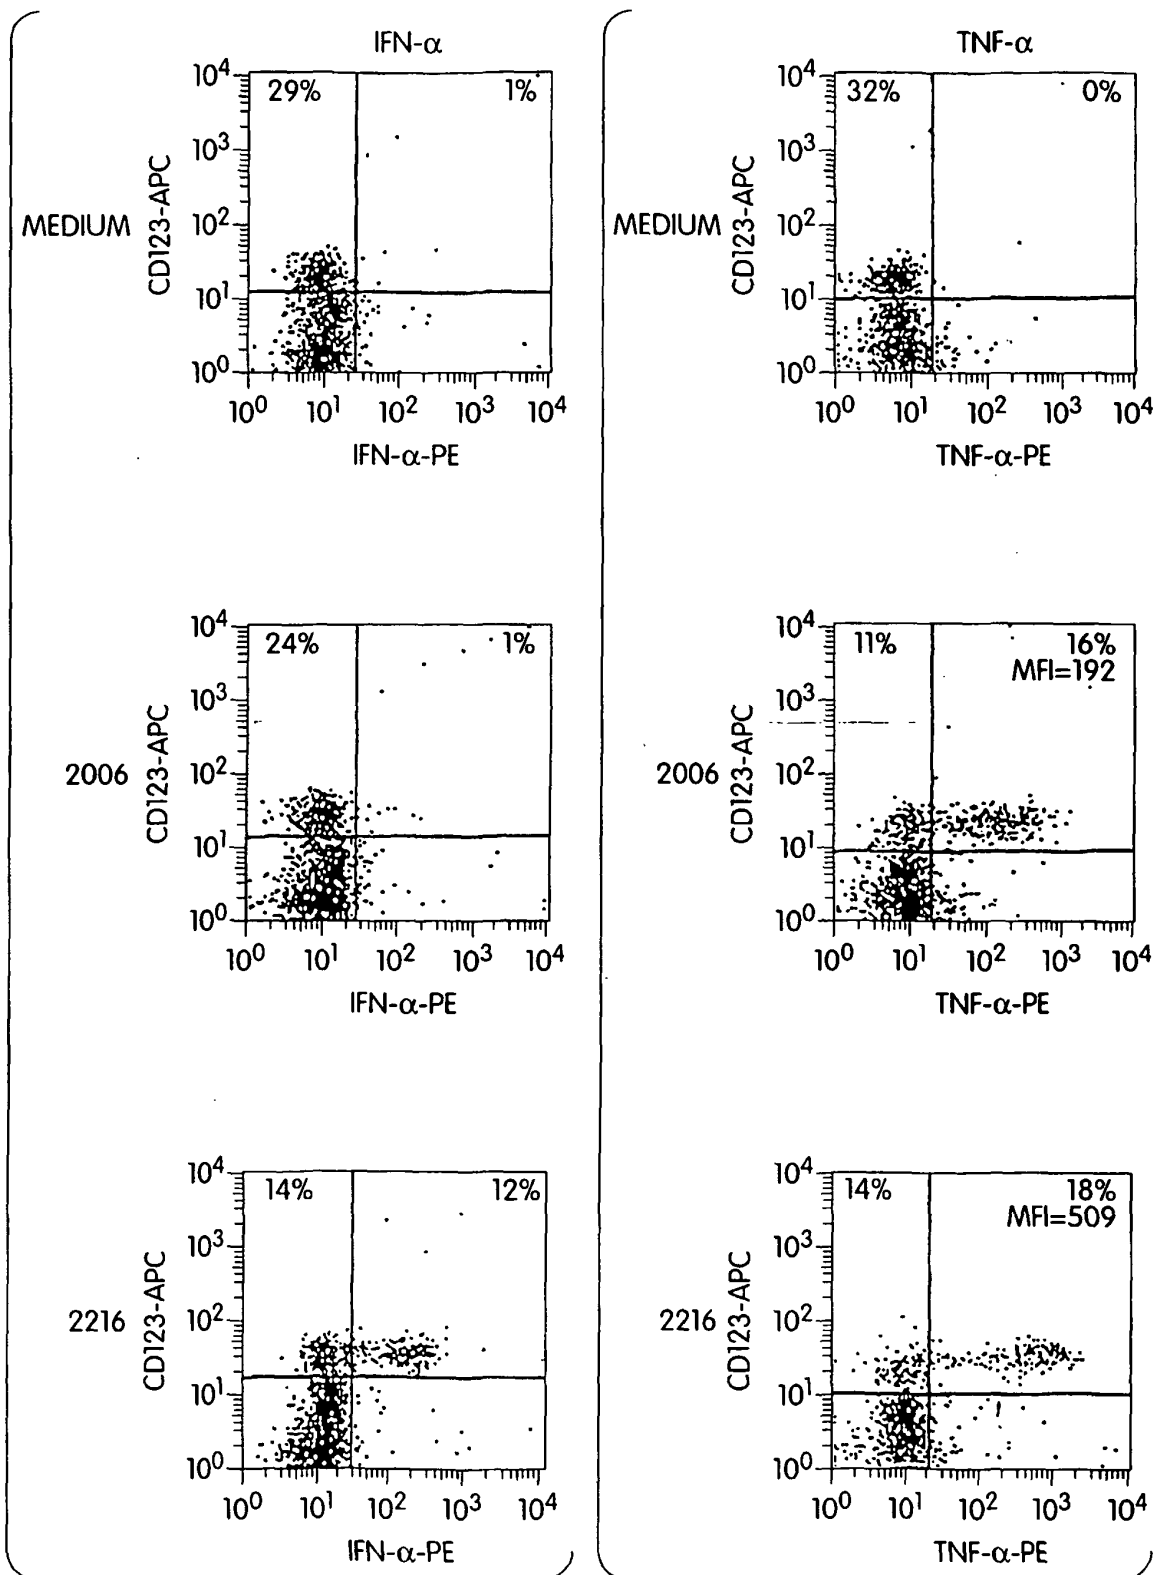 IFN-α
10⁴
29%
1%
10³
CD123-APC
MEDIUM
10²
10¹
10⁰
10⁰ 10¹ 10² 10³ 10⁴
IFN-α-PE
TNF-α
10⁴
32%
0%
10³
CD123-APC
MEDIUM
10²
10¹
10⁰
10⁰ 10¹ 10² 10³ 10⁴
TNF-α-PE
10⁴
24%
1%
10³
CD123-APC
2006
10²
10¹
10⁰
10⁰ 10¹ 10² 10³ 10⁴
IFN-α-PE
10⁴
11%
16%
MFI=192
10³
CD123-APC
2006
10²
10¹
10⁰
10⁰ 10¹ 10² 10³ 10⁴
TNF-α-PE
10⁴
14%
12%
10³
CD123-APC
2216
10²
10¹
10⁰
10⁰ 10¹ 10² 10³ 10⁴
IFN-α-PE
10⁴
14%
18%
MFI=509
10³
CD123-APC
2216
10²
10¹
10⁰
10⁰ 10¹ 10² 10³ 10⁴
TNF-α-PE